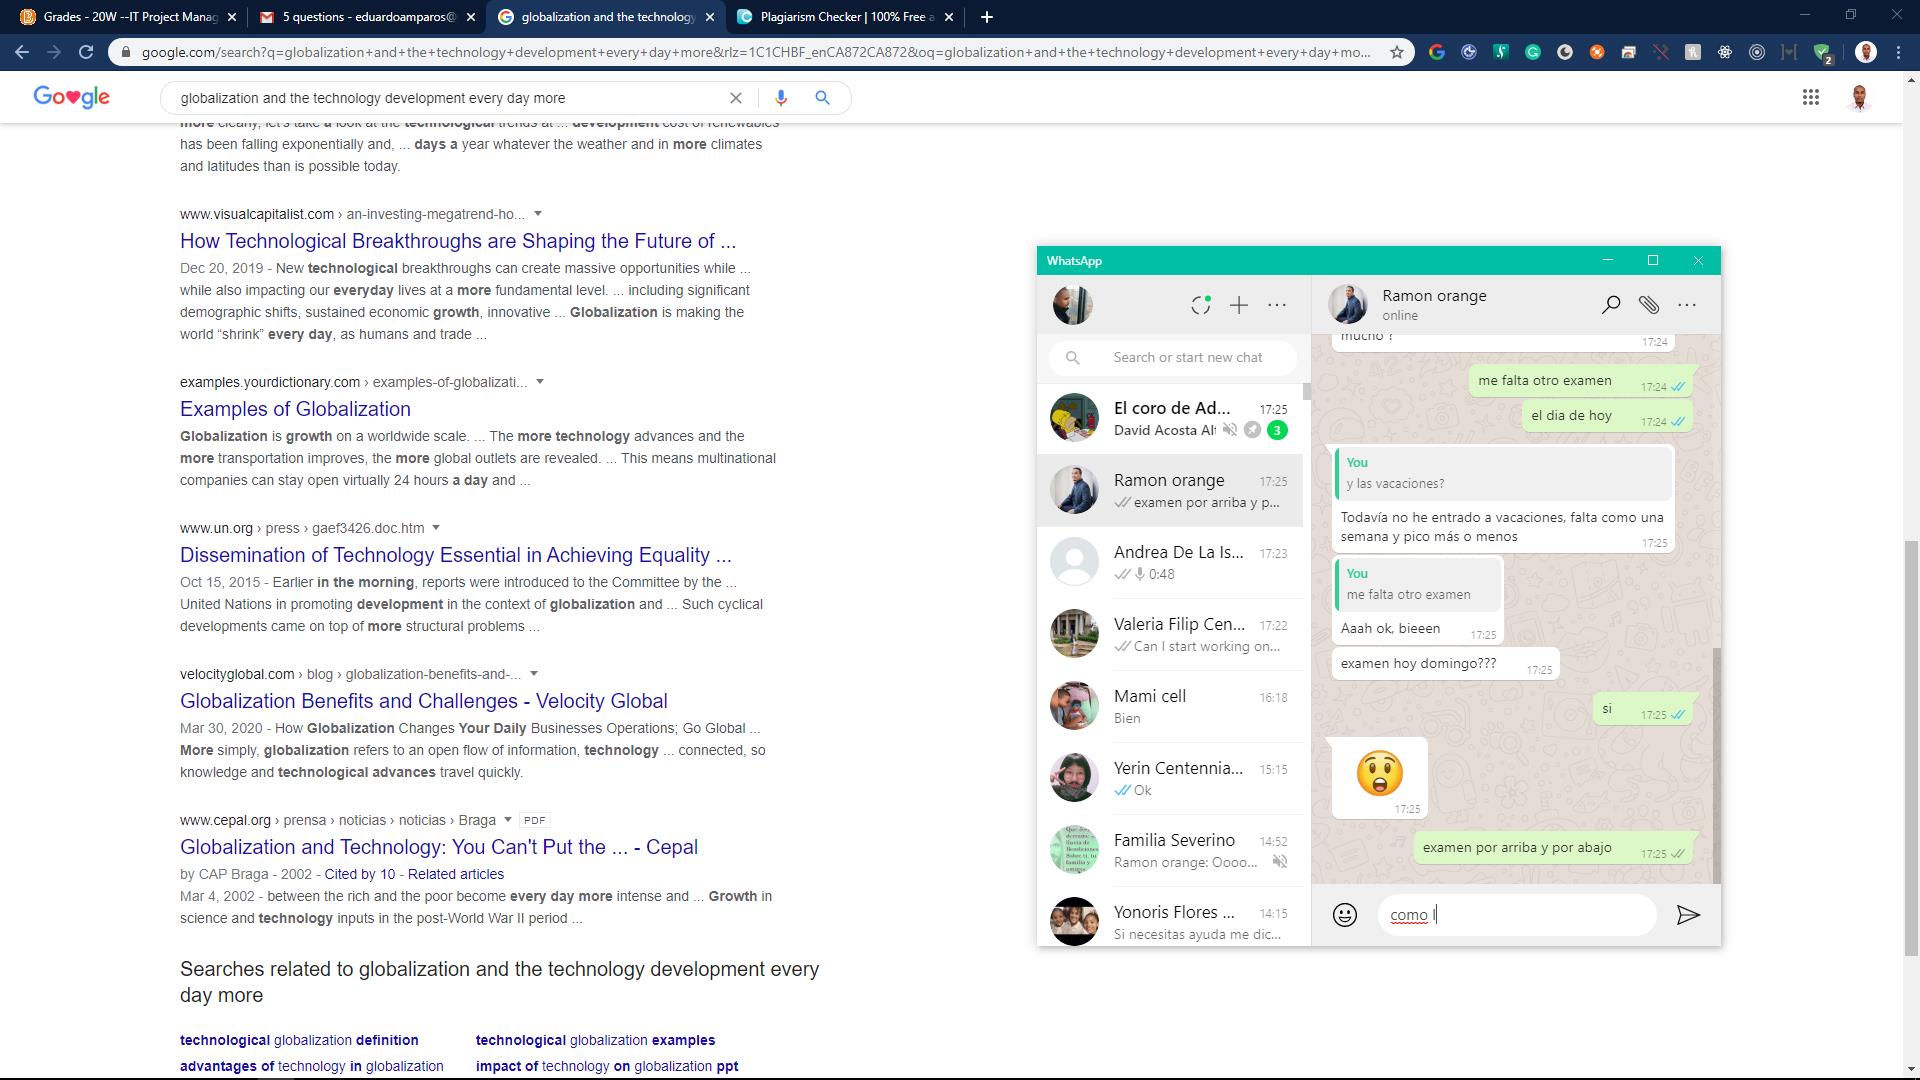 Grades - 20W --IT Project Manag
5 questions - eduardoamparos@
globalization and the technology
Plagiarism Checker | 100% Free a
google.com/search?q=globalization+and+the+technology+development+every+day+more&rlz=1C1CHBF_enCA872CA872&oq=globalization+and+the+technology+development+every+day+mo...
2
Google
globalization and the technology development every day more
more clearly, let's take a look at the technological trends at ... development cost of renewables
has been falling exponentially and, ... days a year whatever the weather and in more climates
and latitudes than is possible today.
www.visualcapitalist.com › an-investing-megatrend-ho...
How Technological Breakthroughs are Shaping the Future of ...
Dec 20, 2019 - New technological breakthroughs can create massive opportunities while ...
while also impacting our everyday lives at a more fundamental level. ... including significant
demographic shifts, sustained economic growth, innovative ... Globalization is making the
world “shrink” every day, as humans and trade ...
examples.yourdictionary.com › examples-of-globalizati...
Examples of Globalization
Globalization is growth on a worldwide scale. ... The more technology advances and the
more transportation improves, the more global outlets are revealed. ... This means multinational
companies can stay open virtually 24 hours a day and ...
www.un.org › press › gaef3426.doc.htm
Dissemination of Technology Essential in Achieving Equality ...
Oct 15, 2015 - Earlier in the morning, reports were introduced to the Committee by the ...
United Nations in promoting development in the context of globalization and ... Such cyclical
developments came on top of more structural problems ...
velocityglobal.com › blog › globalization-benefits-and-...
Globalization Benefits and Challenges - Velocity Global
Mar 30, 2020 - How Globalization Changes Your Daily Businesses Operations; Go Global ...
More simply, globalization refers to an open flow of information, technology ... connected, so
knowledge and technological advances travel quickly.
www.cepal.org › prensa › noticias › noticias › Braga PDF
Globalization and Technology: You Can't Put the ... - Cepal
by CAP Braga - 2002 - Cited by 10 - Related articles
Mar 4, 2002 - between the rich and the poor become every day more intense and ... Growth in
science and technology inputs in the post-World War II period ...
Searches related to globalization and the technology development every
day more
technological globalization definition
technological globalization examples
advantages of technology in globalization
impact of technology on globalization ppt
WhatsApp
Search or start new chat
El coro de Ad... 17:25
David Acosta Alt 3
Ramon orange 17:25
examen por arriba y p...
Andrea De La Is... 17:23
0:48
Valeria Filip Cen... 17:22
Can I start working on...
Mami cell 16:18
Bien
Yerin Centennia... 15:15
Ok
Familia Severino 14:52
Ramon orange: Oooo...
Yonoris Flores ... 14:15
Si necesitas ayuda me dic...
Ramon orange
online
mucho ?
17:24
me falta otro examen 17:24
el dia de hoy 17:24
You
y las vacaciones?
Todavía no he entrado a vacaciones, falta como una
semana y pico más o menos 17:25
You
me falta otro examen
Aaah ok, bieeen 17:25
examen hoy domingo??? 17:25
si 17:25
17:25
examen por arriba y por abajo 17:25
como l